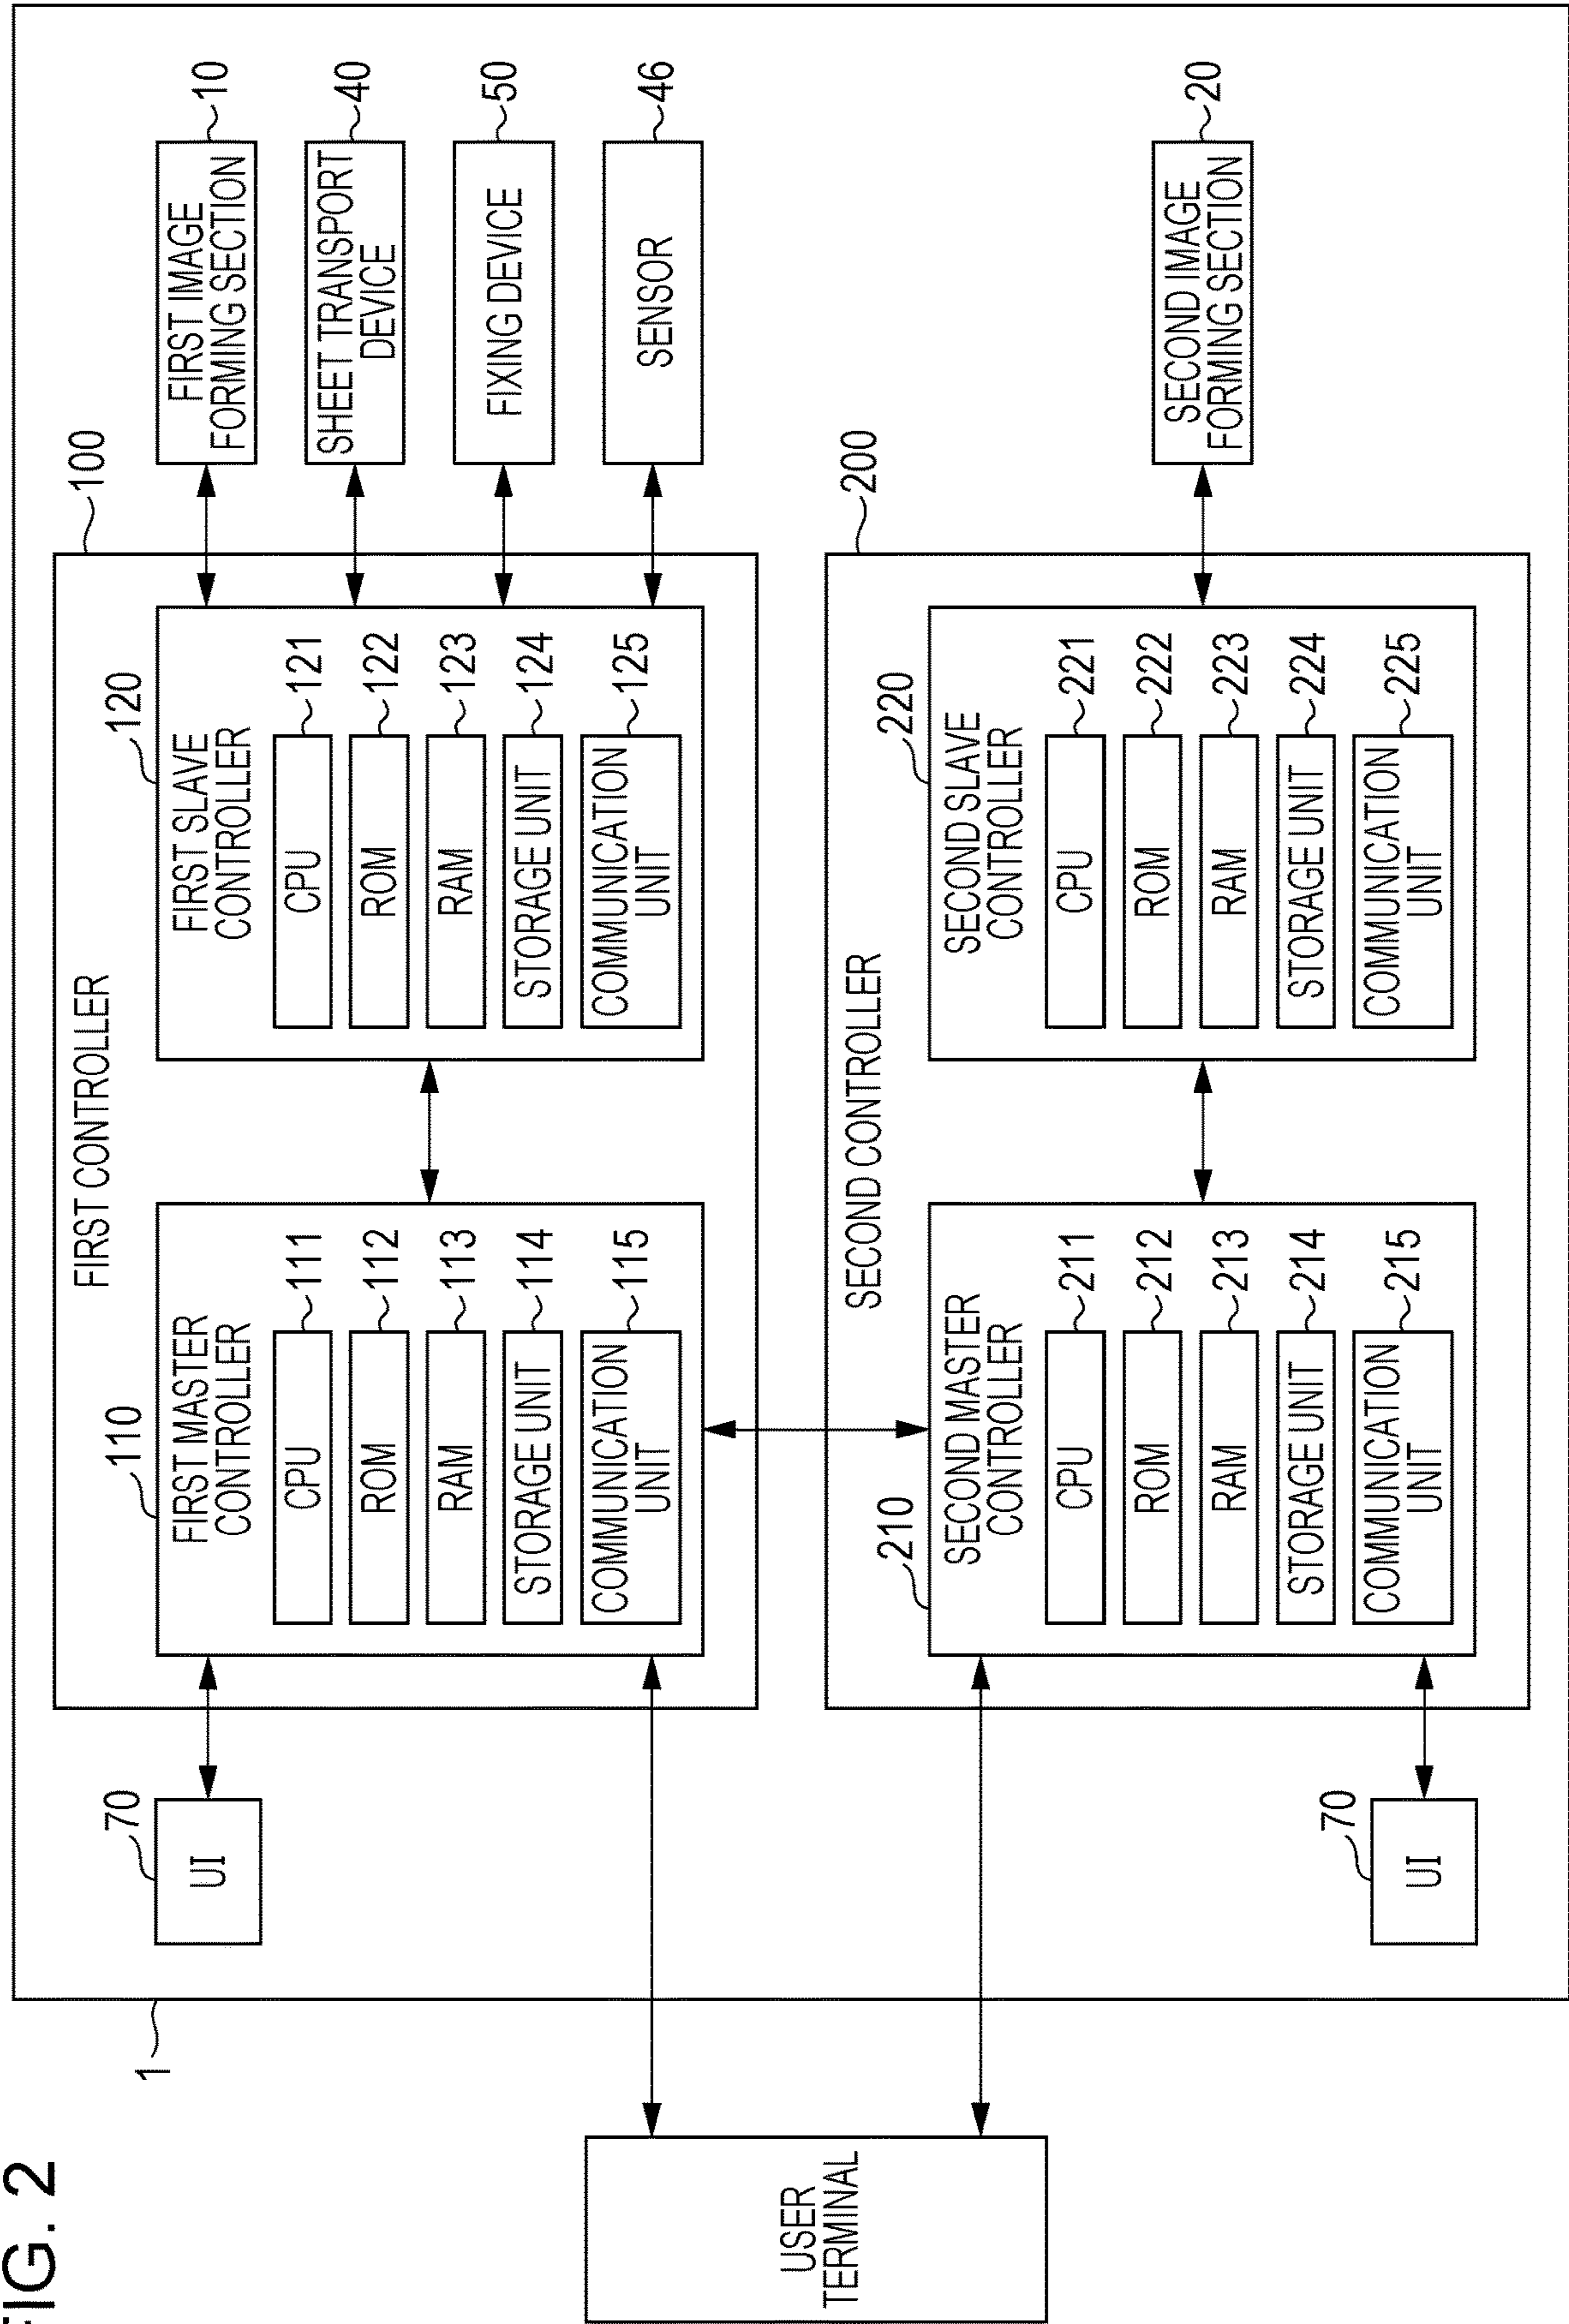 FIG. 2
1
USER
TERMINAL
70
UI
70
UI
FIRST CONTROLLER
100
110
FIRST MASTER
CONTROLLER
CPU
111
ROM
112
RAM
113
STORAGE UNIT
114
COMMUNICATION
UNIT
115
120
FIRST SLAVE
CONTROLLER
CPU
121
ROM
122
RAM
123
STORAGE UNIT
124
COMMUNICATION
UNIT
125
FIRST IMAGE
FORMING SECTION
10
SHEET TRANSPORT
DEVICE
40
FIXING DEVICE
50
SENSOR
46
SECOND CONTROLLER
200
210
SECOND MASTER
CONTROLLER
CPU
211
ROM
212
RAM
213
STORAGE UNIT
214
COMMUNICATION
UNIT
215
220
SECOND SLAVE
CONTROLLER
CPU
221
ROM
222
RAM
223
STORAGE UNIT
224
COMMUNICATION
UNIT
225
SECOND IMAGE
FORMING SECTION
20